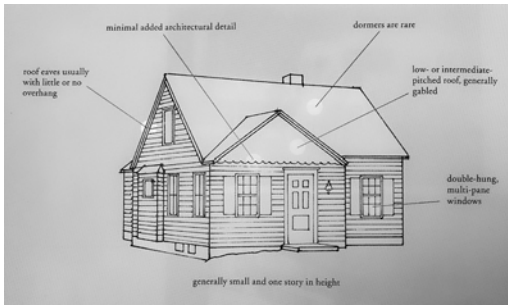 minimal added architectural detail
dormers are rare
roof eaves usually
with little or no
overhang
low- or intermediate-
pitched roof, generally
gabled
double-hung,
multi-pane
windows
generally small and one story in height